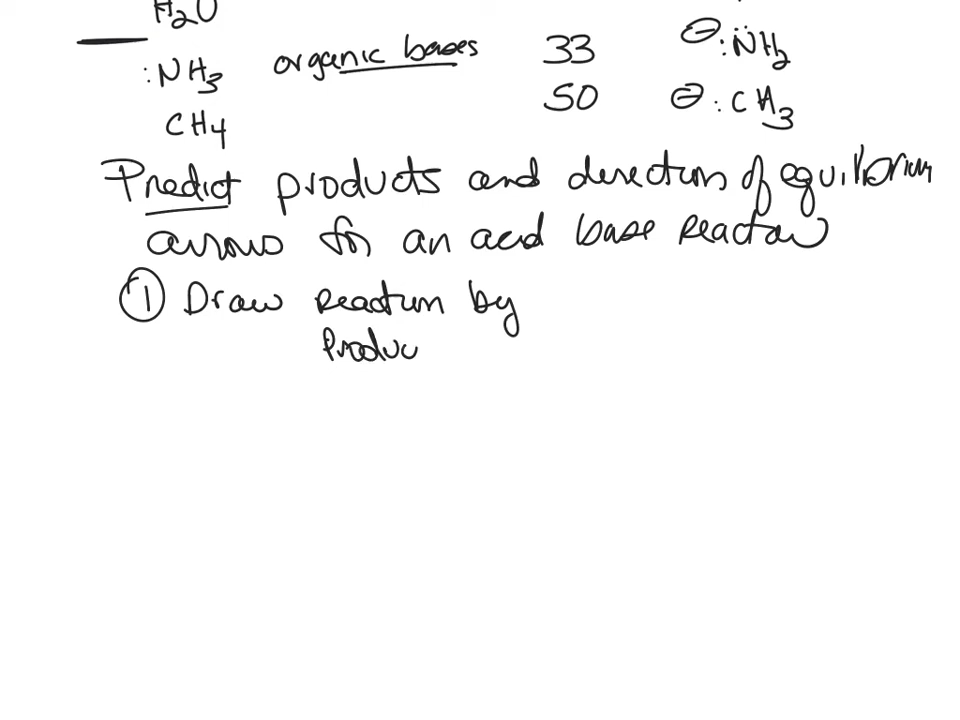 H₂O
:NH₃ organic bases 33 ⊖:N̈H₂
CH₄ 50 ⊖:CH₃
Predict products and direction of equilibrium
arrows for an acid base reaction
① Draw reaction by
Produc